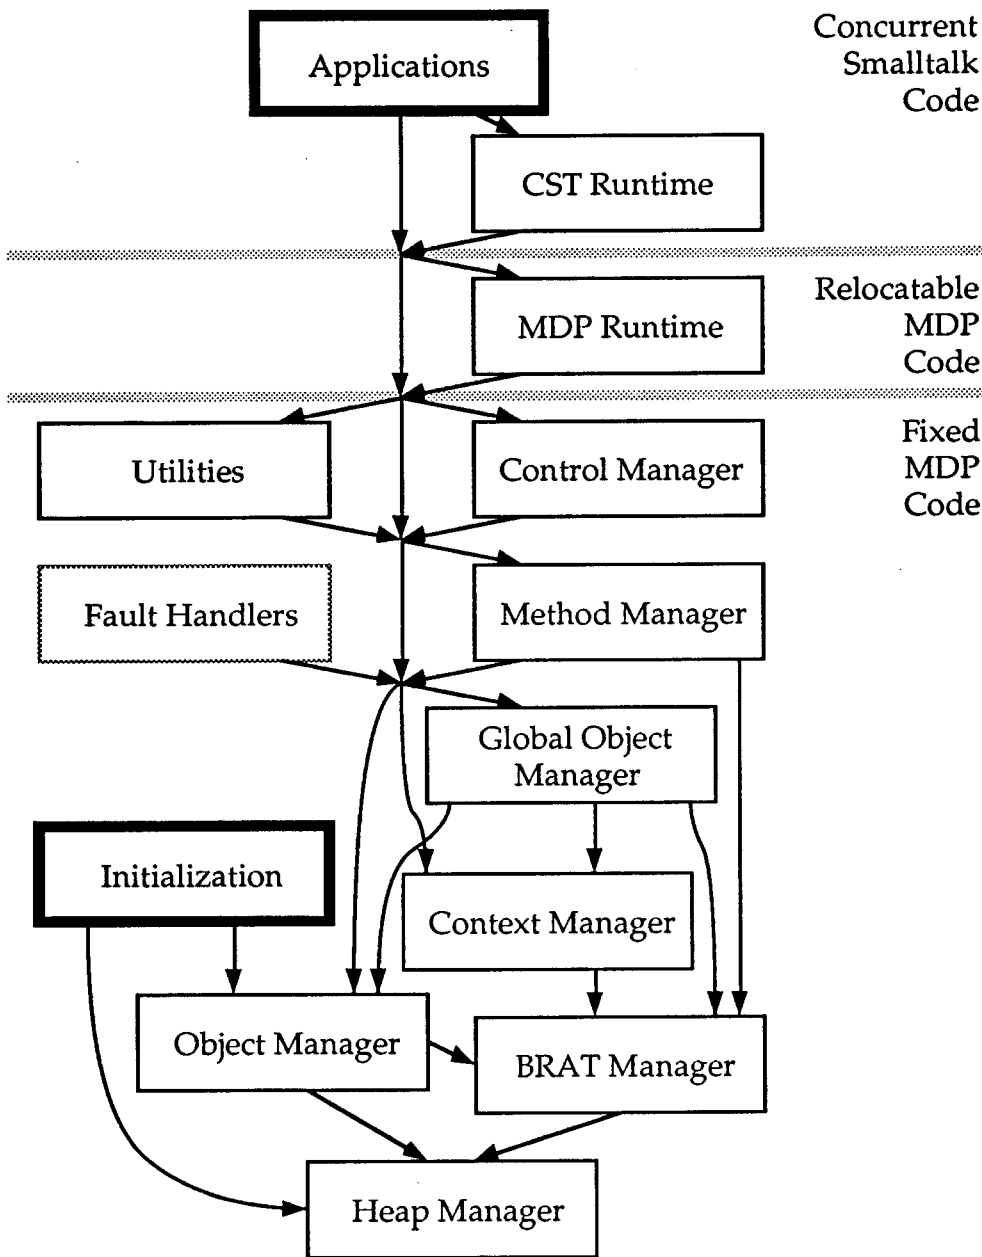 Applications
Concurrent
Smalltalk
Code
CST Runtime
MDP Runtime
Relocatable
MDP
Code
Utilities
Control Manager
Fixed
MDP
Code
Fault Handlers
Method Manager
Global Object
Manager
Initialization
Context Manager
Object Manager
BRAT Manager
Heap Manager